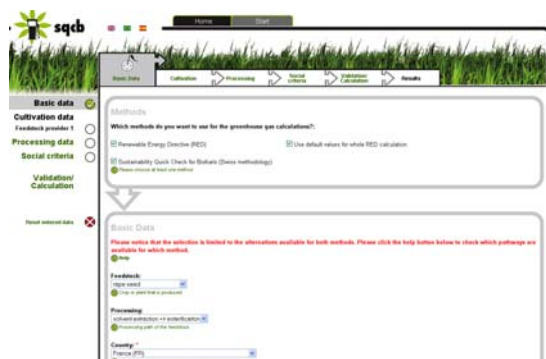 sqcb
Home
Start
Basic Data
Cultivation
Processing
Social criteria
Validation/ Calculation
Results
Basic data
Cultivation data
Feedstock provider 1
Processing data
Social criteria
Validation/
Calculation
Reset entered data
Methods
Which methods do you want to use for the greenhouse gas calculations?:
Renewable Energy Directive (RED)
Use default values for whole RED calculation
Sustainability Quick Check for Biofuels (Swiss methodology)
Please choose at least one method
Basic Data
Please notice that the selection is limited to the alternatives available for both methods. Please click the help button below to check which pathways are
available for which method.
Help
Feedstock:
rape seed
Crop or plant that is produced
Processing:
solvent extraction -> esterification
Processing path of the feedstock
Country: *
France (FR)